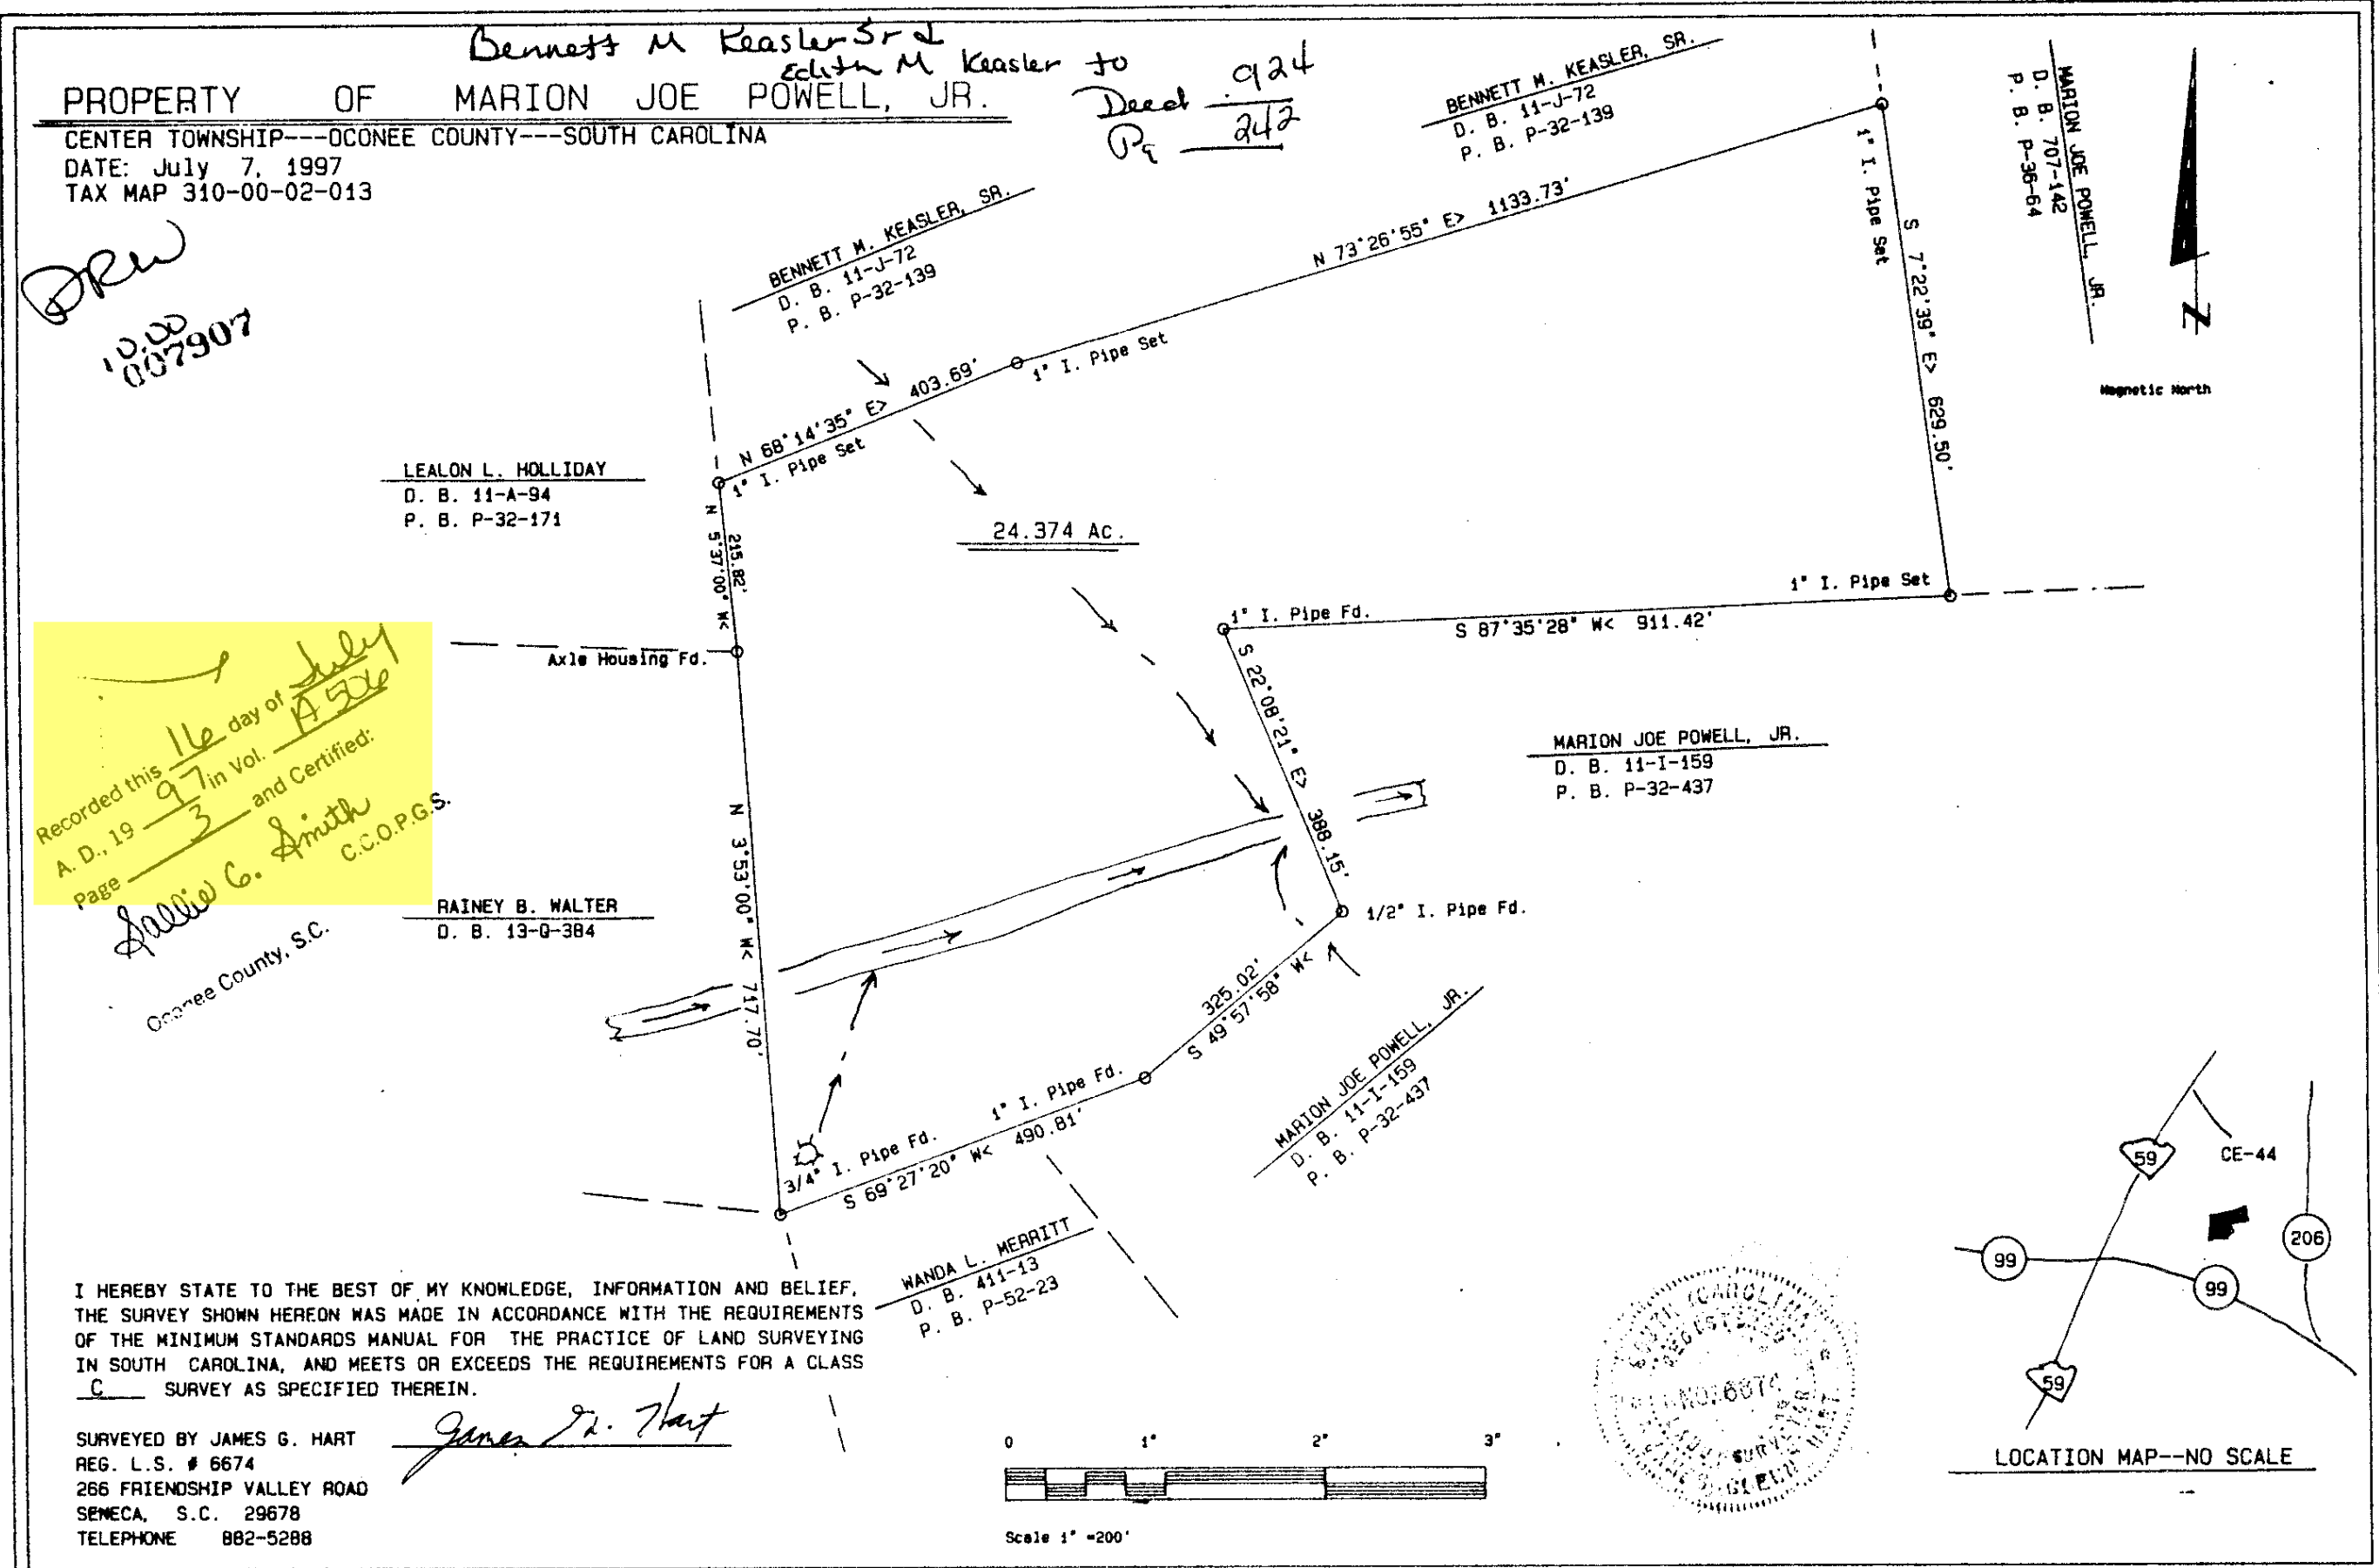 Bennett M Keasler Sr &
Edith M Keasler to
PROPERTY OF MARION JOE POWELL, JR.
Deed 924
Pg 242
CENTER TOWNSHIP---OCONEE COUNTY---SOUTH CAROLINA
DATE: July 7, 1997
TAX MAP 310-00-02-013
DRW
10.00
007907
BENNETT M. KEASLER, SR.
D. B. 11-J-72
P. B. P-32-139
BENNETT M. KEASLER, SR.
D. B. 11-J-72
P. B. P-32-139
MARION JOE POWELL, JR.
D. B. 707-142
P. B. P-36-64
N
Magnetic North
N 68°14'35" E> 403.69'
1" I. Pipe Set
1" I. Pipe Set
N 73°26'55" E> 1133.73'
1" I. Pipe Set
S 7°22'39" E> 629.50'
LEALON L. HOLLIDAY
D. B. 11-A-94
P. B. P-32-171
N 5°37'00" W<
215.82'
24.374 Ac.
1" I. Pipe Set
1" I. Pipe Fd.
S 87°35'28" W< 911.42'
Axle Housing Fd.
S 22°08'21" E> 388.15'
MARION JOE POWELL, JR.
D. B. 11-I-159
P. B. P-32-437
Recorded this 16 day of July
A. D., 19 97 in Vol. A 506
Page 3 and Certified:
Sallie C. Smith
C.C.O.P.G.S.
Oconee County, S.C.
N 3°53'00" W< 717.70'
RAINEY B. WALTER
D. B. 13-Q-384
1/2" I. Pipe Fd.
325.02'
S 49°57'58" W<
MARION JOE POWELL, JR.
D. B. 11-I-159
P. B. P-32-437
1" I. Pipe Fd.
3/4" I. Pipe Fd.
S 69°27'20" W< 490.81'
WANDA L. MERRITT
D. B. 411-13
P. B. P-52-23
59
CE-44
206
99
99
59
LOCATION MAP--NO SCALE
I HEREBY STATE TO THE BEST OF MY KNOWLEDGE, INFORMATION AND BELIEF,
THE SURVEY SHOWN HEREON WAS MADE IN ACCORDANCE WITH THE REQUIREMENTS
OF THE MINIMUM STANDARDS MANUAL FOR THE PRACTICE OF LAND SURVEYING
IN SOUTH CAROLINA, AND MEETS OR EXCEEDS THE REQUIREMENTS FOR A CLASS
C SURVEY AS SPECIFIED THEREIN.
SURVEYED BY JAMES G. HART
REG. L.S. # 6674
266 FRIENDSHIP VALLEY ROAD
SENECA, S.C. 29678
TELEPHONE 882-5288
James G. Hart
0 1" 2" 3"
Scale 1" =200'
SOUTH CAROLINA
REGISTERED
NO. 6674
SURVEYOR
HART